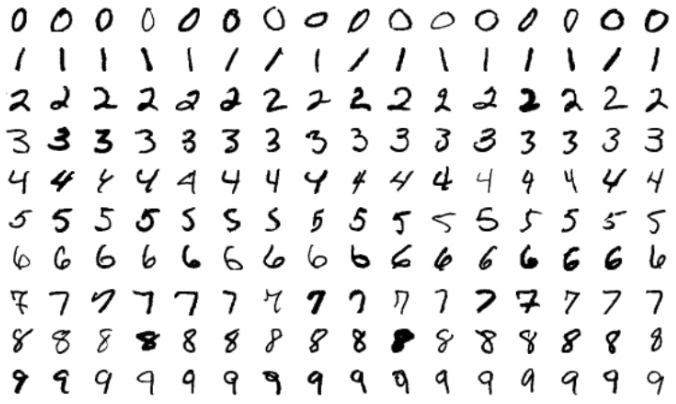 0 0 0 0 0 0 0 0 0 0 0 0 0 0 0 0
1 1 1 1 1 1 1 1 1 1 1 1 1 1 1 1
2 2 2 2 2 2 2 2 2 2 2 2 2 2 2 2
3 3 3 3 3 3 3 3 3 3 3 3 3 3 3 3
4 4 4 4 4 4 4 4 4 4 4 4 4 4 4 4
5 5 5 5 5 5 5 5 5 5 5 5 5 5 5 5
6 6 6 6 6 6 6 6 6 6 6 6 6 6 6 6
7 7 7 7 7 7 7 7 7 7 7 7 7 7 7 7
8 8 8 8 8 8 8 8 8 8 8 8 8 8 8 8
9 9 9 9 9 9 9 9 9 9 9 9 9 9 9 9